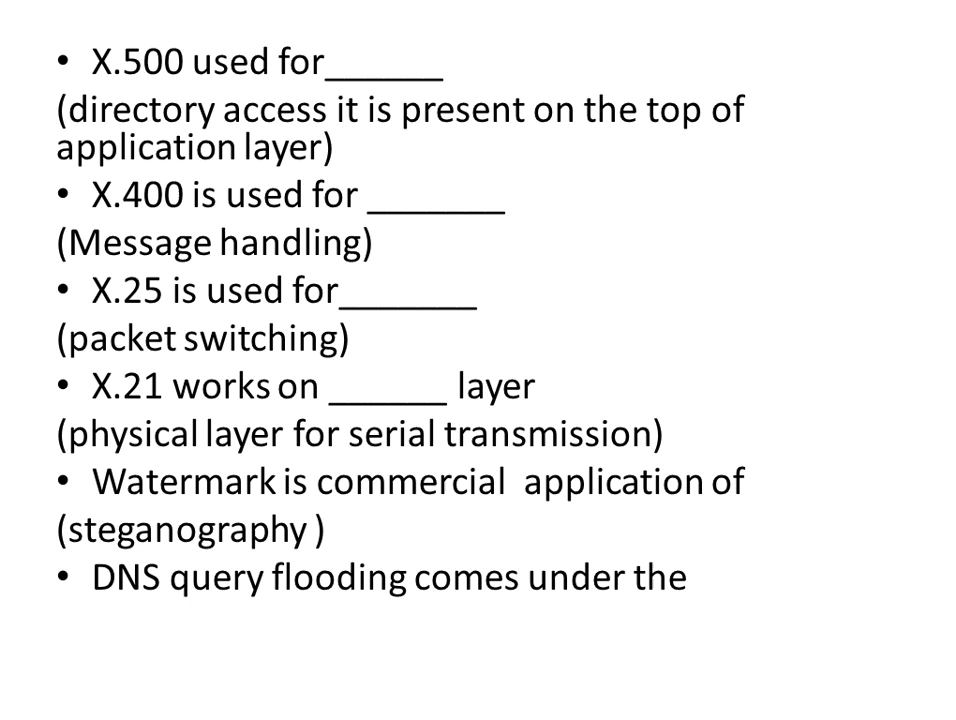 • X.500 used for______
(directory access it is present on the top of
application layer)
• X.400 is used for _______
(Message handling)
• X.25 is used for_______
(packet switching)
• X.21 works on ______ layer
(physical layer for serial transmission)
• Watermark is commercial  application of
(steganography )
• DNS query flooding comes under the